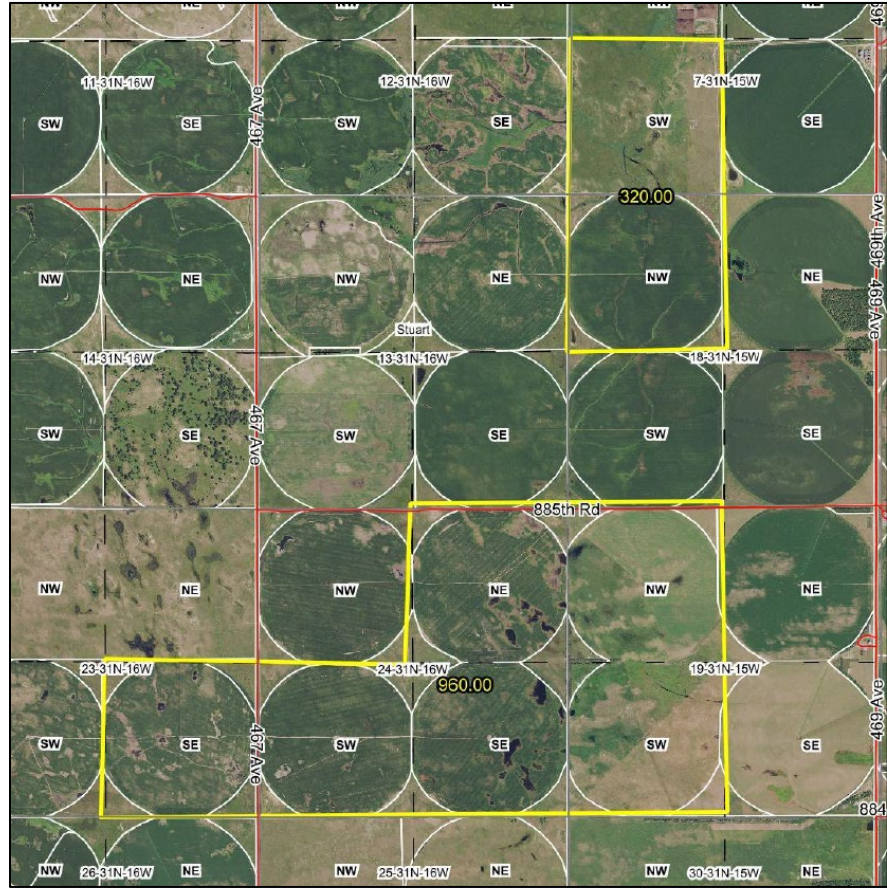 NW
NE
NW
NE
469
11-31N-16W
12-31N-16W
7-31N-15W
467 Ave
SW
SE
SW
SE
SW
SE
320.00
469th Ave
NW
NE
NW
NE
NW
NE
469 Ave
Stuart
14-31N-16W
13-31N-16W
18-31N-15W
SW
SE
467 Ave
SW
SE
SW
SE
885th Rd
NW
NE
NW
NE
NW
NE
23-31N-16W
24-31N-16W
19-31N-15W
960.00
469 Ave
SW
SE
467 Ave
SW
SE
SW
SE
884
NW
NE
NW
NE
NW
NE
26-31N-16W
25-31N-16W
30-31N-15W